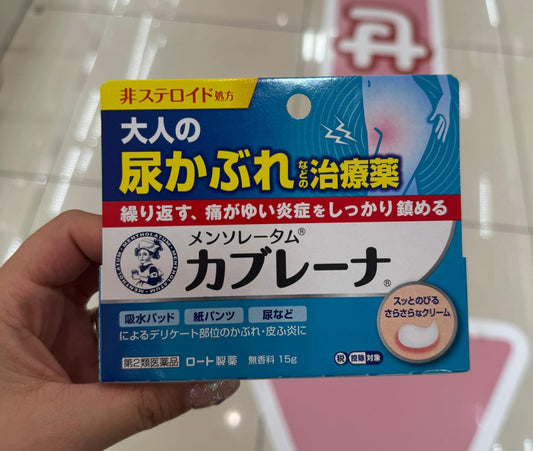 非ステロイド処方
大人の
尿かぶれなどの治療薬
繰り返す、痛がゆい炎症をしっかり鎮める
メンソレータム®
カブレーナ®
MENTHOLATUM
スッとのびる
さらさらなクリーム
吸水パッド 紙パンツ 尿など
によるデリケート部位のかぶれ・皮ふ炎に
第2類医薬品 ロート製薬 無香料 15g
税 控除 対象